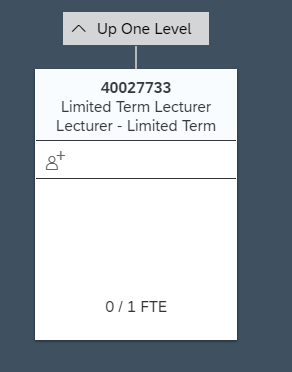 Up One Level
40027733
Limited Term Lecturer
Lecturer - Limited Term
0 / 1 FTE